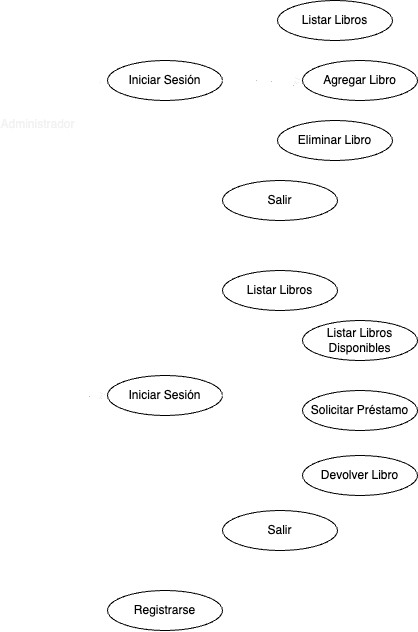 Listar Libros
Iniciar Sesión
Agregar Libro
Administrador
Eliminar Libro
Salir
Listar Libros
Listar Libros
Disponibles
Iniciar Sesión
Solicitar Préstamo
Devolver Libro
Salir
Registrarse